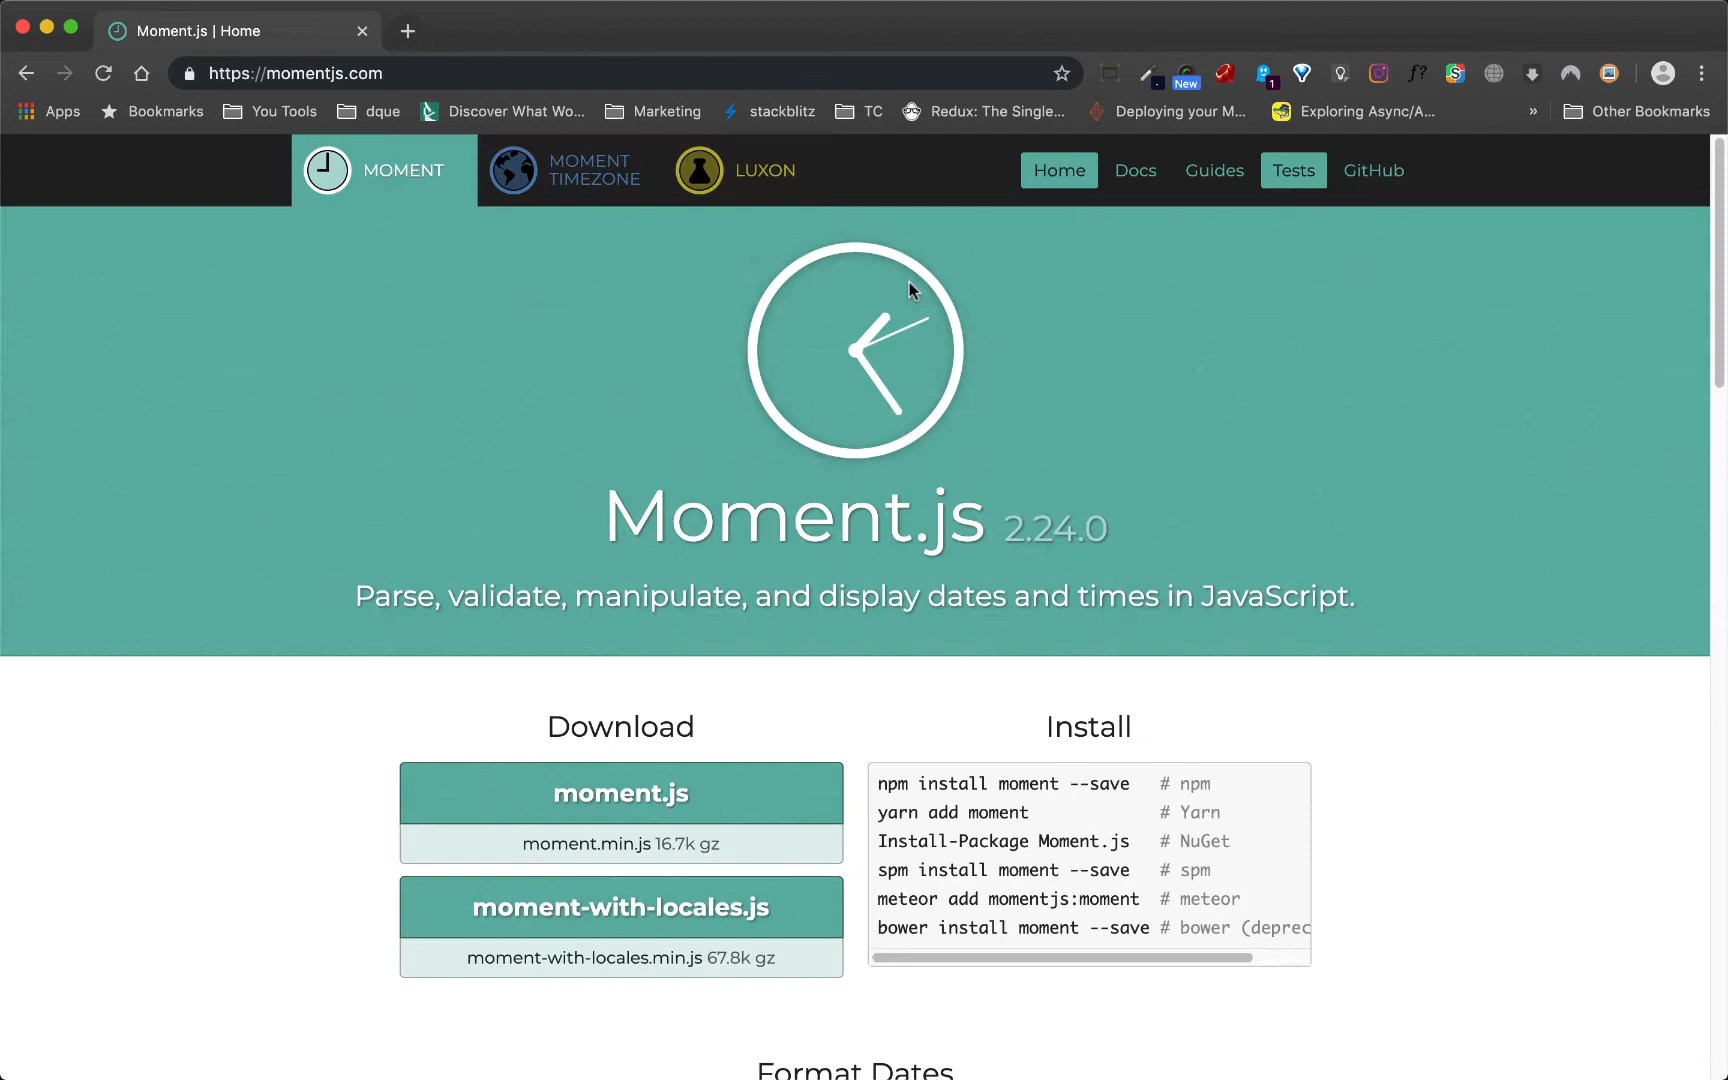 Moment.js | Home
https://momentjs.com
New
1
Apps
Bookmarks
You Tools
dque
Discover What Wo...
Marketing
stackblitz
TC
Redux: The Single...
Deploying your M...
Exploring Async/A...
»
Other Bookmarks
MOMENT
MOMENT
TIMEZONE
LUXON
Home
Docs
Guides
Tests
GitHub
Moment.js 2.24.0
Parse, validate, manipulate, and display dates and times in JavaScript.
Download
moment.js
moment.min.js 16.7k gz
moment-with-locales.js
moment-with-locales.min.js 67.8k gz
Install
npm install moment --save # npm
yarn add moment # Yarn
Install-Package Moment.js # NuGet
spm install moment --save # spm
meteor add momentjs:moment # meteor
bower install moment --save # bower (deprec
Format Dates